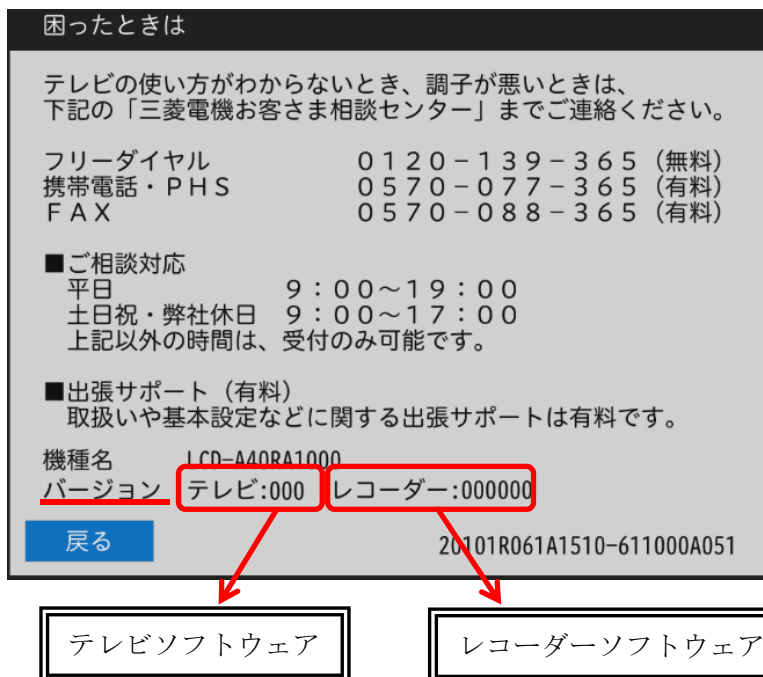 困ったときは
テレビの使い方がわからないとき、調子が悪いときは、
下記の「三菱電機お客さま相談センター」までご連絡ください。
フリーダイヤル ０１２０－１３９－３６５（無料）
携帯電話・ＰＨＳ ０５７０－０７７－３６５（有料）
ＦＡＸ ０５７０－０８８－３６５（有料）
■ご相談対応
平日 ９：００～１９：００
土日祝・弊社休日 ９：００～１７：００
上記以外の時間は、受付のみ可能です。
■出張サポート（有料）
取扱いや基本設定などに関する出張サポートは有料です。
機種名 LCD-A40RA1000
バージョン テレビ:000 レコーダー:000000
戻る 20101R061A1510-611000A051
テレビソフトウェア レコーダーソフトウェア